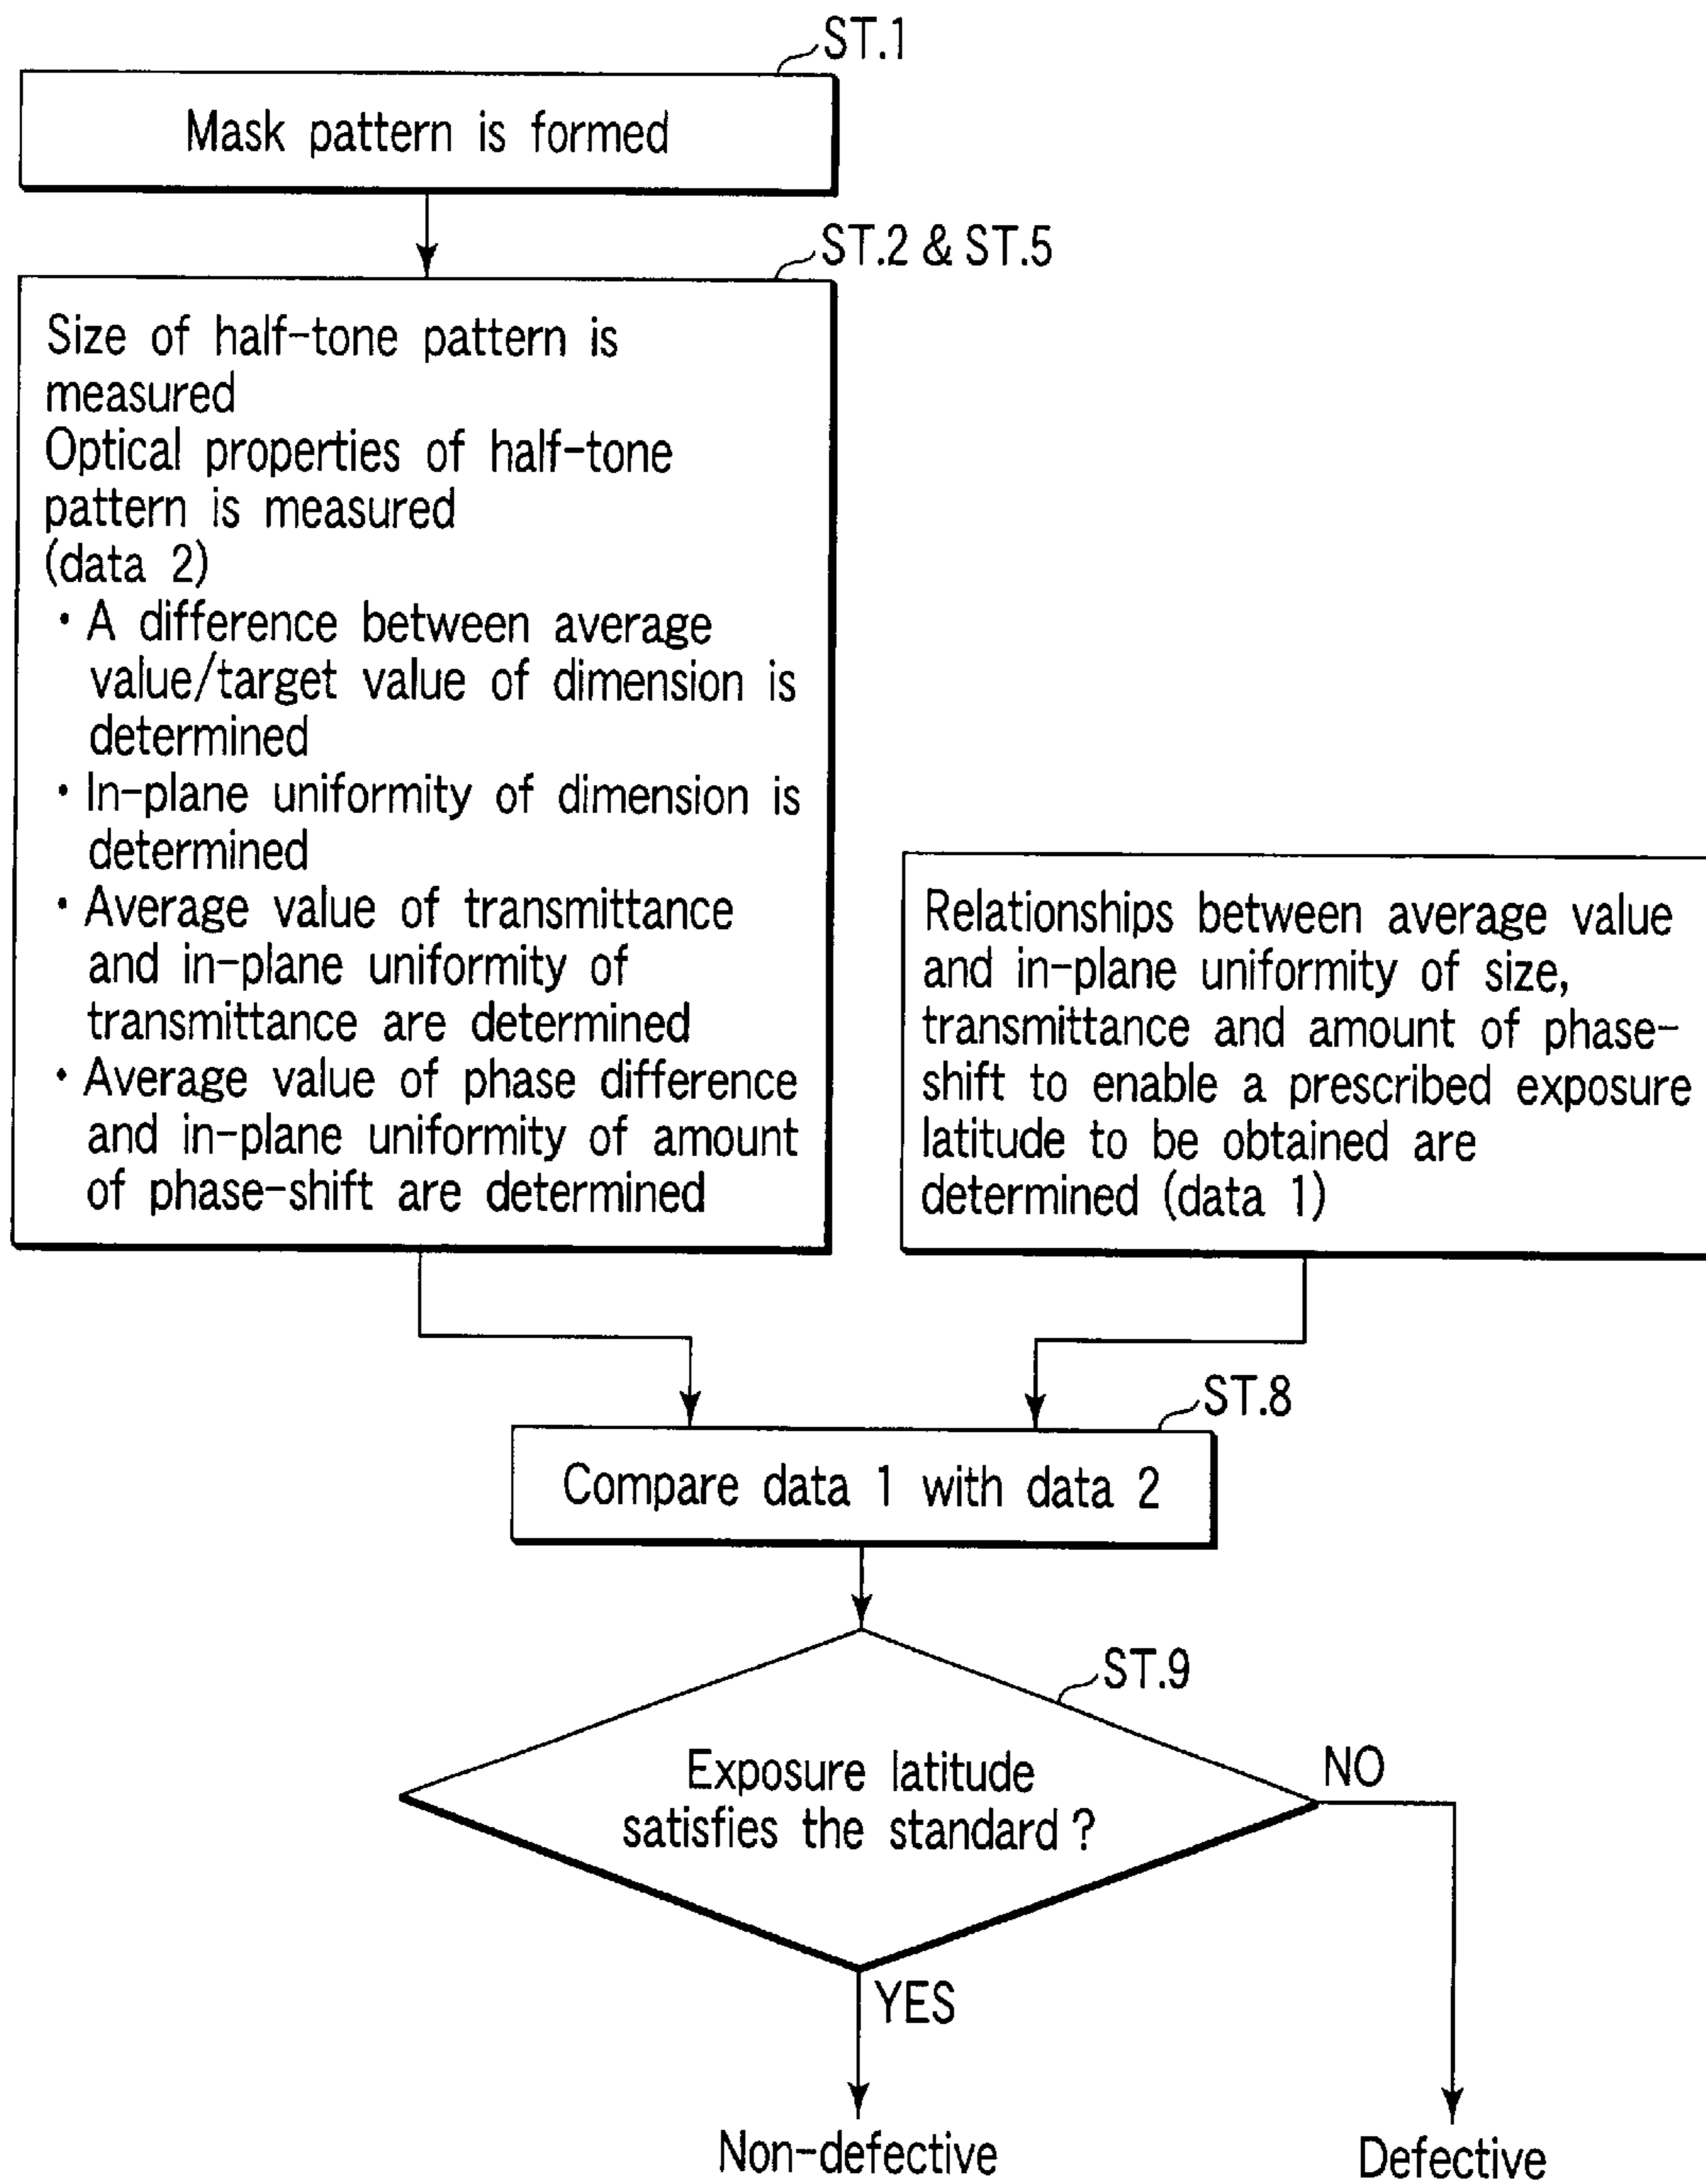 ST.1
Mask pattern is formed
ST.2 & ST.5
Size of half-tone pattern is
measured
Optical properties of half-tone
pattern is measured
(data 2)
・A difference between average
value/target value of dimension is
determined
・In-plane uniformity of dimension is
determined
・Average value of transmittance
and in-plane uniformity of
transmittance are determined
・Average value of phase difference
and in-plane uniformity of amount
of phase-shift are determined
Relationships between average value
and in-plane uniformity of size,
transmittance and amount of phase-
shift to enable a prescribed exposure
latitude to be obtained are
determined (data 1)
ST.8
Compare data 1 with data 2
ST.9
Exposure latitude
satisfies the standard ?
NO
YES
Non-defective
Defective